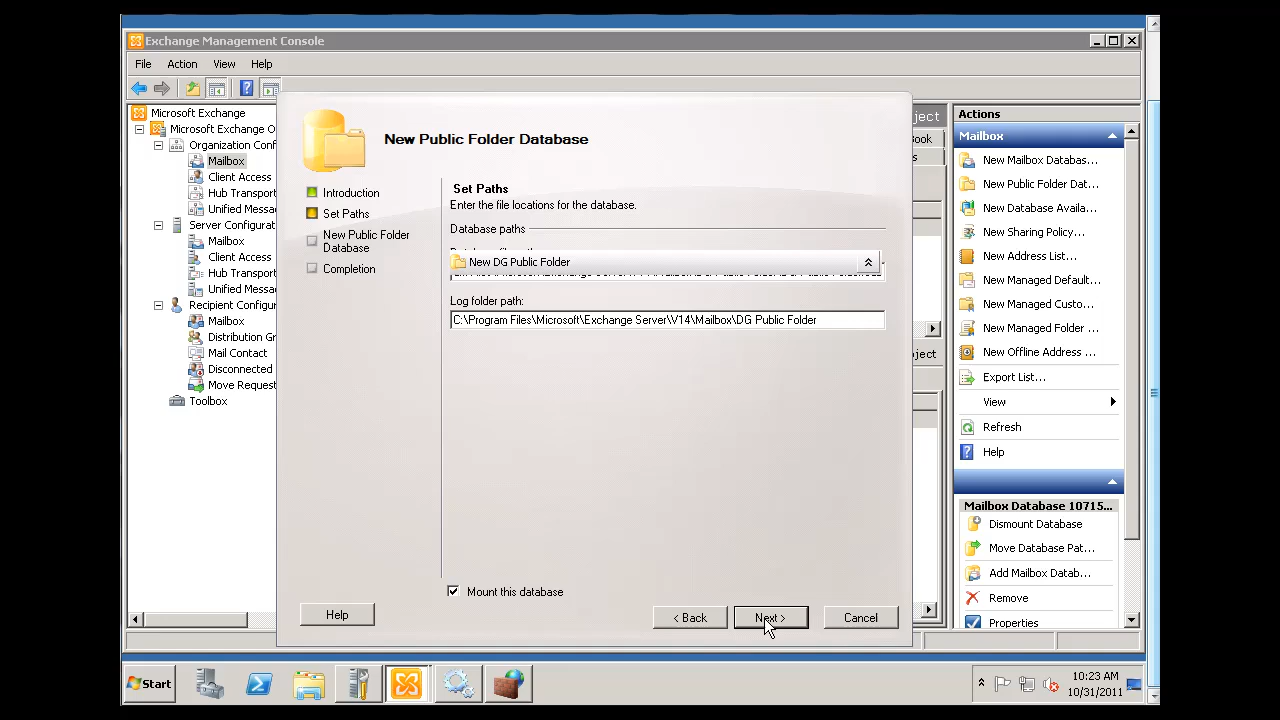 Exchange Management Console
File Action View Help
Microsoft Exchange
Microsoft Exchange O
Organization Conf
Mailbox
Client Access
Hub Transport
Unified Messa
Server Configurat
Mailbox
Client Access
Hub Transport
Unified Messa
Recipient Configur
Mailbox
Distribution Gr
Mail Contact
Disconnected
Move Request
Toolbox
New Public Folder Database
Introduction
Set Paths
New Public Folder
Database
Completion
Set Paths
Enter the file locations for the database.
Database paths
New DG Public Folder
Log folder path:
C:\Program Files\Microsoft\Exchange Server\V14\Mailbox\DG Public Folder
Mount this database
Help
< Back
Next >
Cancel
ject
ook
s
oject
Actions
Mailbox
New Mailbox Databas...
New Public Folder Dat...
New Database Availa...
New Sharing Policy...
New Address List...
New Managed Default...
New Managed Custo...
New Managed Folder ...
New Offline Address ...
Export List...
View
Refresh
Help
Mailbox Database 10715...
Dismount Database
Move Database Pat...
Add Mailbox Datab...
Remove
Properties
Start
10:23 AM
10/31/2011